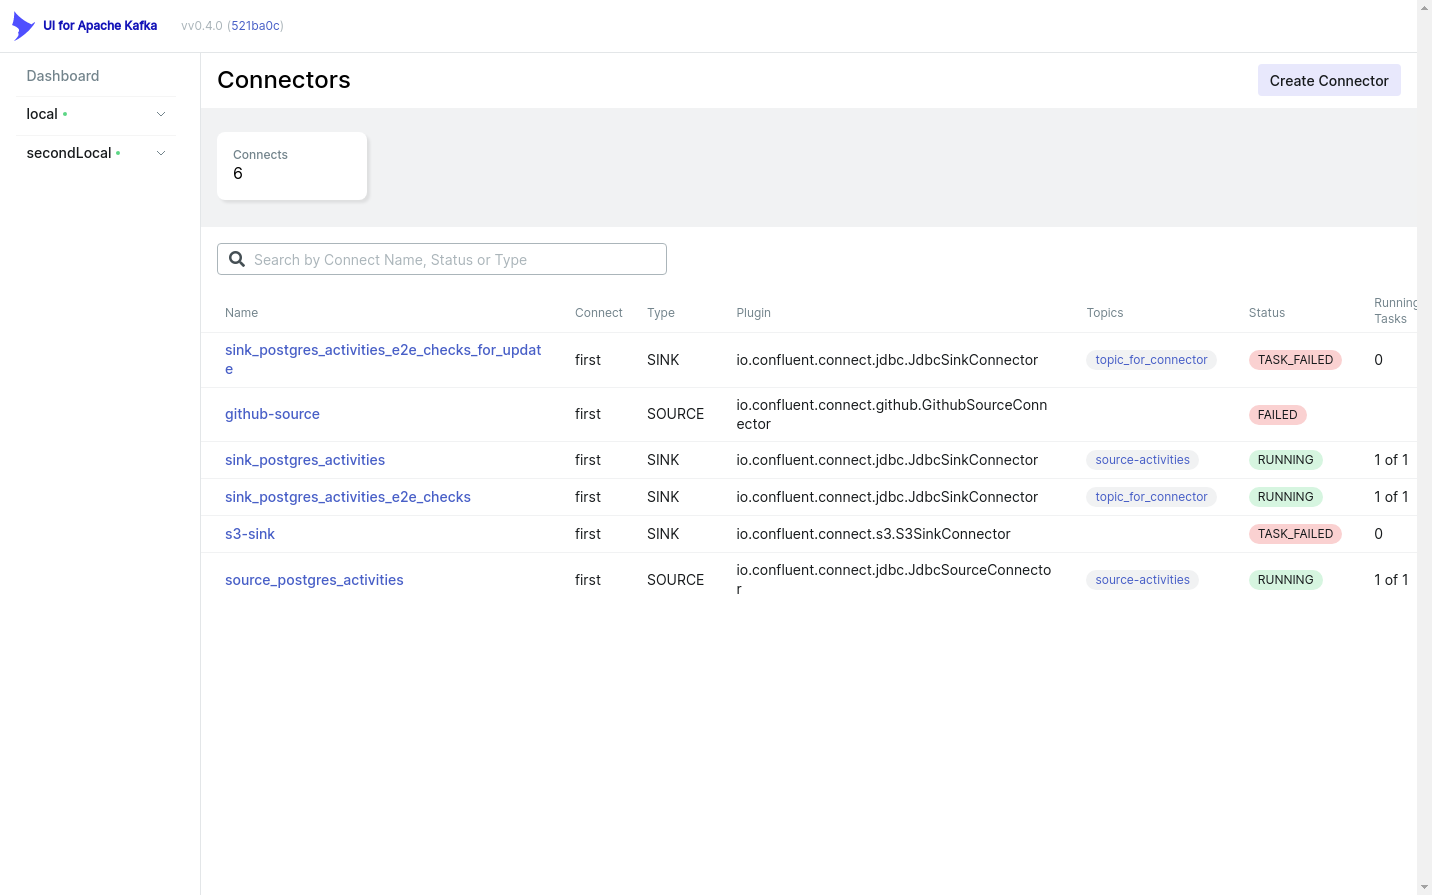 UI for Apache Kafka vv0.4.0 (521ba0c)
Dashboard
local
secondLocal
Connectors
Create Connector
Connects
6
Search by Connect Name, Status or Type
Name Connect Type Plugin Topics Status Running
Tasks
sink_postgres_activities_e2e_checks_for_updat
e
first SINK io.confluent.connect.jdbc.JdbcSinkConnector topic_for_connector TASK_FAILED 0
github-source first SOURCE io.confluent.connect.github.GithubSourceConn
ector
FAILED
sink_postgres_activities first SINK io.confluent.connect.jdbc.JdbcSinkConnector source-activities RUNNING 1 of 1
sink_postgres_activities_e2e_checks first SINK io.confluent.connect.jdbc.JdbcSinkConnector topic_for_connector RUNNING 1 of 1
s3-sink first SINK io.confluent.connect.s3.S3SinkConnector TASK_FAILED 0
source_postgres_activities first SOURCE io.confluent.connect.jdbc.JdbcSourceConnecto
r
source-activities RUNNING 1 of 1